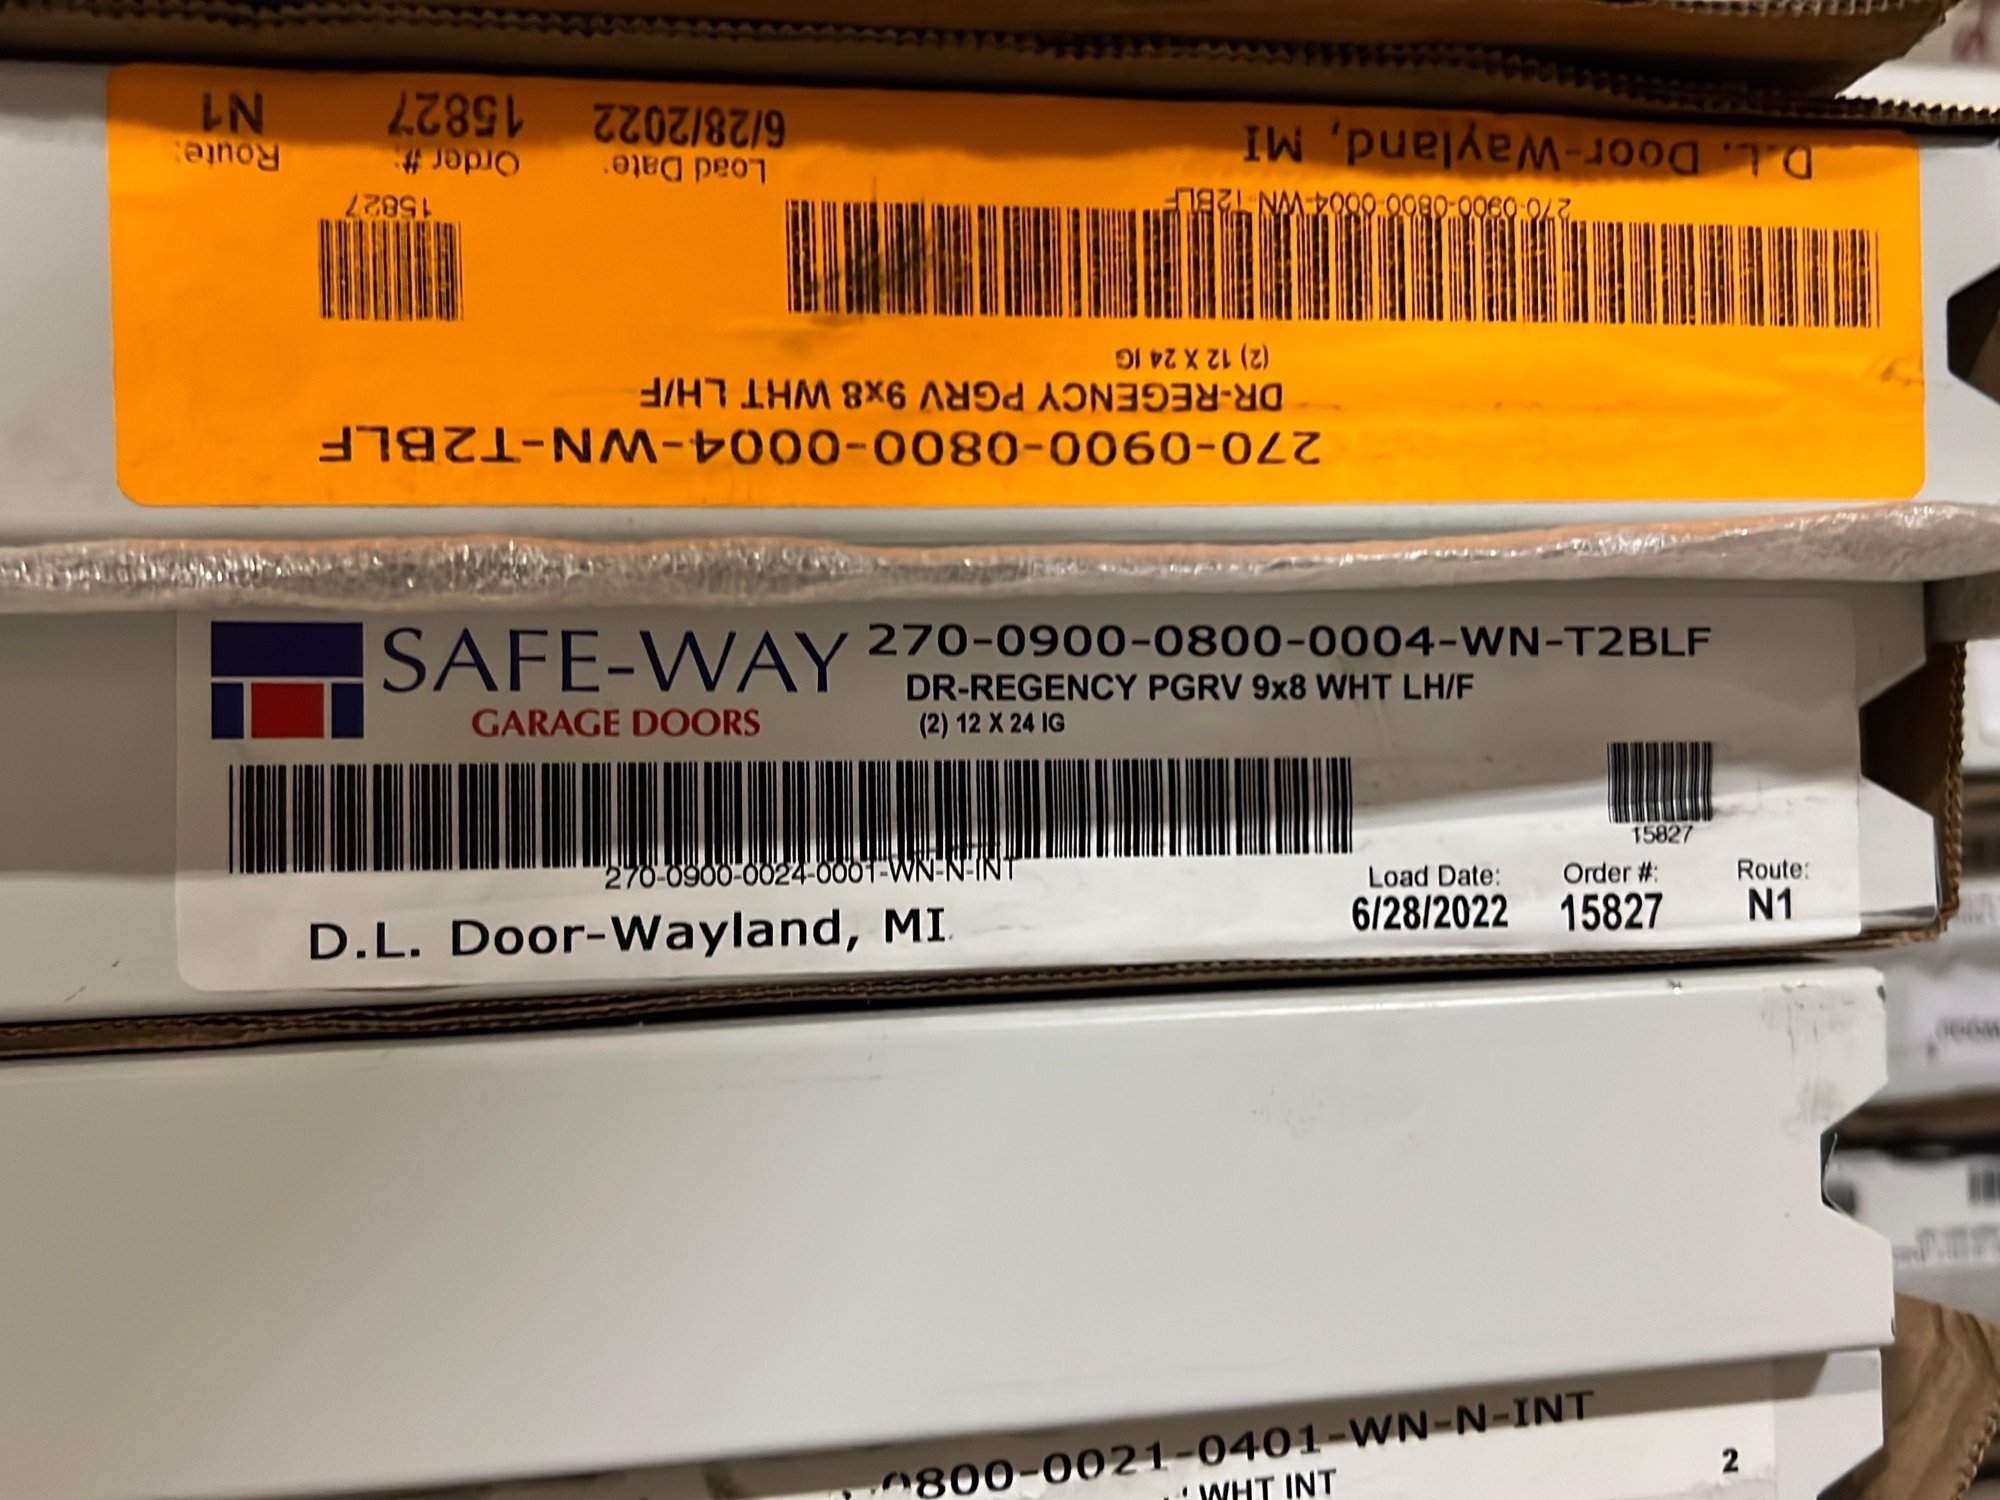 270-0900-0800-0004-WN-T2BLF
DR-REGENCY PGRV 9x8 WHT LH/F
(2) 12 X 24 IG
270-0900-0800-0004-WN-T2BLF
15827
D.L. Door-Wayland, MI
Load Date: Order #: Route:
6/28/2022 15827 N1
SAFE-WAY
GARAGE DOORS
270-0900-0800-0004-WN-T2BLF
DR-REGENCY PGRV 9x8 WHT LH/F
(2) 12 X 24 IG
270-0900-0024-0001-WN-N-INT
15827
D.L. Door-Wayland, MI
Load Date: Order #: Route:
6/28/2022 15827 N1
0800-0021-0401-WN-N-INT
WHT INT
2